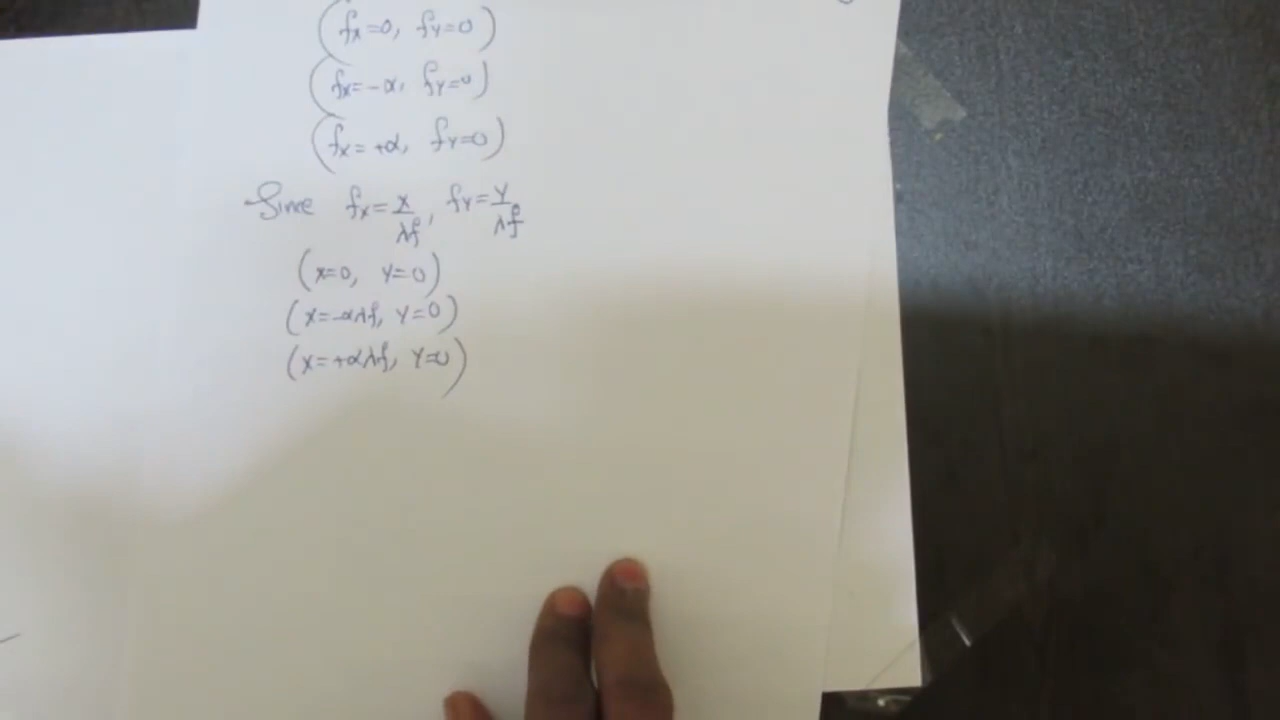 (fx=0, fY=0)
(fx=-α, fY=0)
(fx=+α, fY=0)
Since fx=x/λf, fY=Y/λf
(x=0, Y=0)
(x=-αλf, Y=0)
(x=+αλf, Y=0)